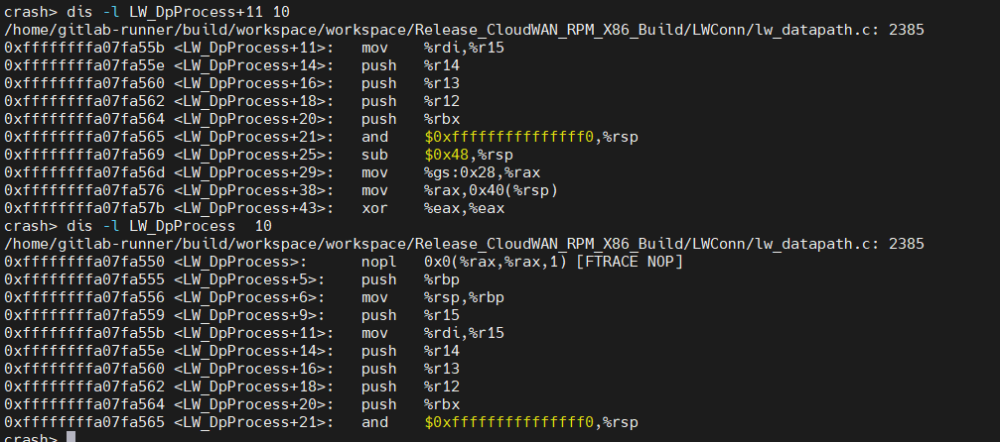 crash> dis -l LW_DpProcess+11 10
/home/gitlab-runner/build/workspace/workspace/Release_CloudWAN_RPM_X86_Build/LWConn/lw_datapath.c: 2385
0xffffffffa07fa55b <LW_DpProcess+11>:   mov    %rdi,%r15
0xffffffffa07fa55e <LW_DpProcess+14>:   push   %r14
0xffffffffa07fa560 <LW_DpProcess+16>:   push   %r13
0xffffffffa07fa562 <LW_DpProcess+18>:   push   %r12
0xffffffffa07fa564 <LW_DpProcess+20>:   push   %rbx
0xffffffffa07fa565 <LW_DpProcess+21>:   and    $0xfffffffffffffff0,%rsp
0xffffffffa07fa569 <LW_DpProcess+25>:   sub    $0x48,%rsp
0xffffffffa07fa56d <LW_DpProcess+29>:   mov    %gs:0x28,%rax
0xffffffffa07fa576 <LW_DpProcess+38>:   mov    %rax,0x40(%rsp)
0xffffffffa07fa57b <LW_DpProcess+43>:   xor    %eax,%eax
crash> dis -l LW_DpProcess  10
/home/gitlab-runner/build/workspace/workspace/Release_CloudWAN_RPM_X86_Build/LWConn/lw_datapath.c: 2385
0xffffffffa07fa550 <LW_DpProcess>:      nopl   0x0(%rax,%rax,1) [FTRACE NOP]
0xffffffffa07fa555 <LW_DpProcess+5>:    push   %rbp
0xffffffffa07fa556 <LW_DpProcess+6>:    mov    %rsp,%rbp
0xffffffffa07fa559 <LW_DpProcess+9>:    push   %r15
0xffffffffa07fa55b <LW_DpProcess+11>:   mov    %rdi,%r15
0xffffffffa07fa55e <LW_DpProcess+14>:   push   %r14
0xffffffffa07fa560 <LW_DpProcess+16>:   push   %r13
0xffffffffa07fa562 <LW_DpProcess+18>:   push   %r12
0xffffffffa07fa564 <LW_DpProcess+20>:   push   %rbx
0xffffffffa07fa565 <LW_DpProcess+21>:   and    $0xfffffffffffffff0,%rsp
crash>